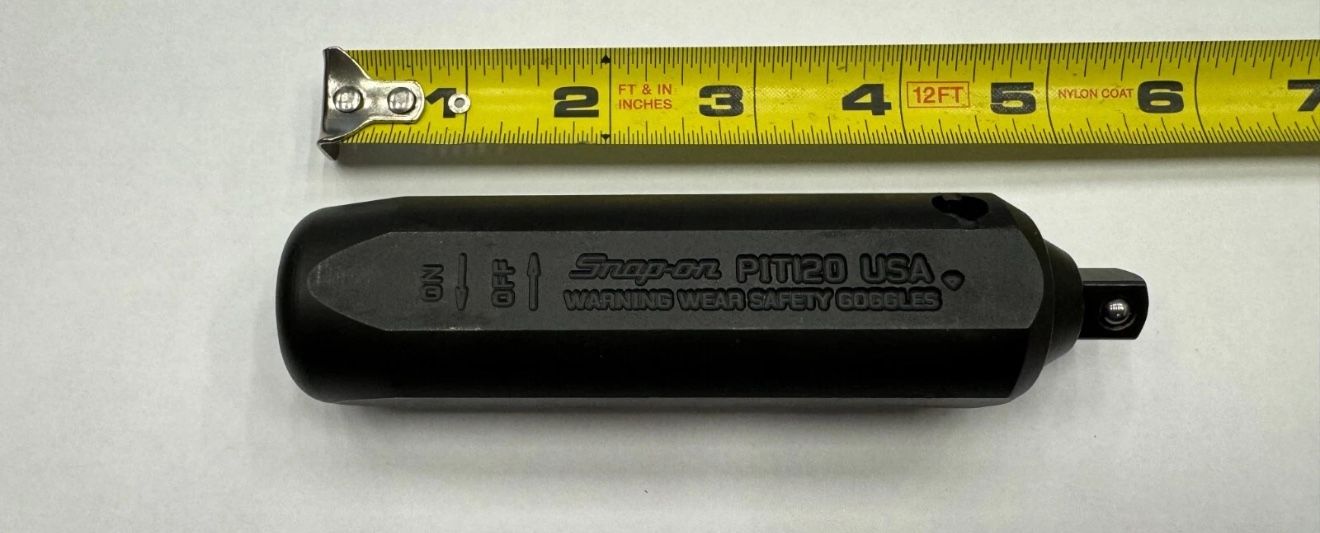 1 2 FT & IN 3 4 12FT 5 NYLON COAT 6 7
INCHES
ON OFF Snap-on PIT120 USA
WARNING WEAR SAFETY GOGGLES